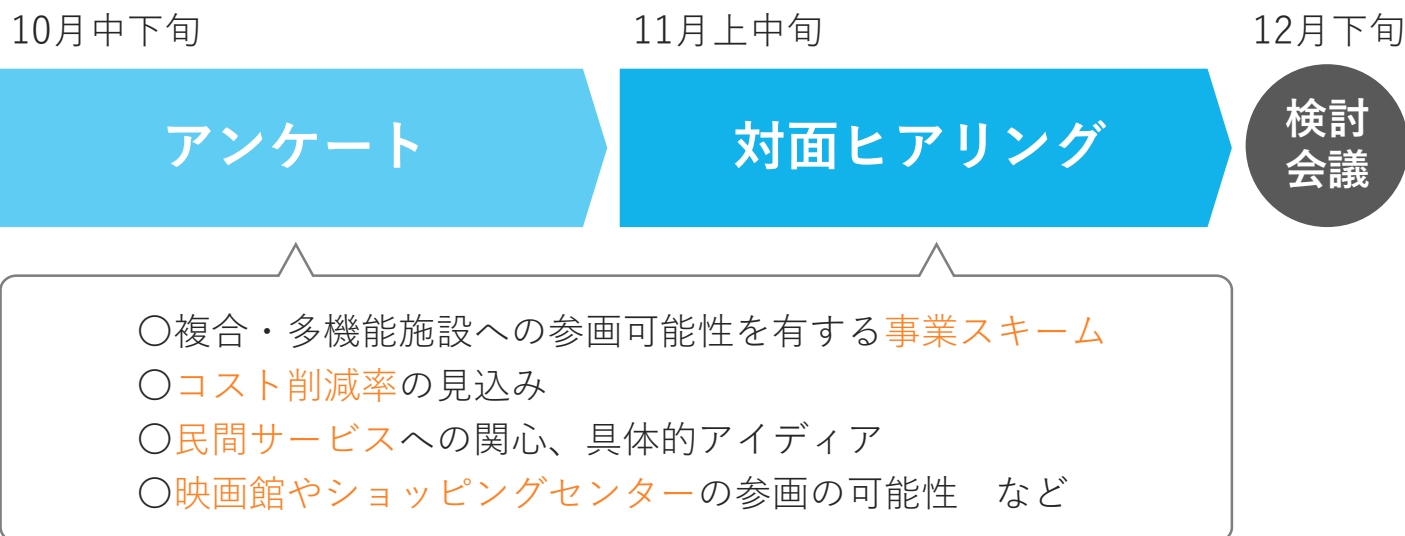 10月中下旬
11月上中旬
12月下旬
アンケート
対面ヒアリング
検討
会議
〇複合・多機能施設への参画可能性を有する事業スキーム
〇コスト削減率の見込み
〇民間サービスへの関心、具体的アイディア
〇映画館やショッピングセンターの参画の可能性　など